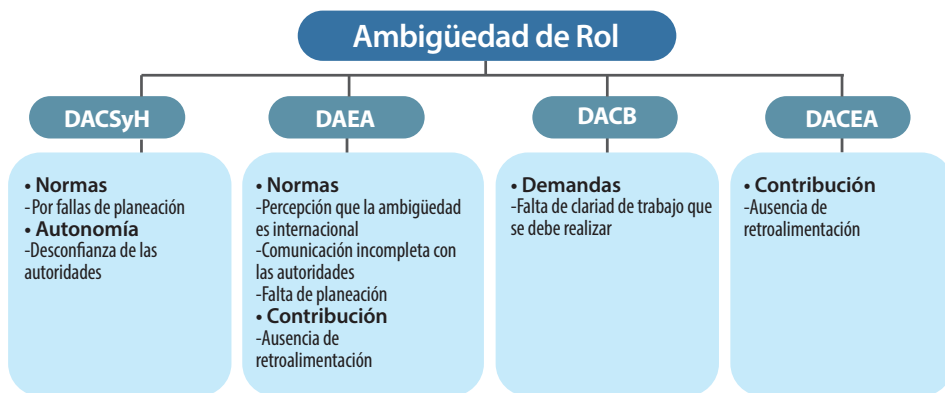 Ambigüedad de Rol
DACSyH
• Normas
-Por fallas de planeación
• Autonomía
-Desconfianza de las
autoridades
DAEA
• Normas
-Percepción que la ambigüedad
es internacional
-Comunicación incompleta con
las autoridades
-Falta de planeación
• Contribución
-Ausencia de
retroalimentación
DACB
• Demandas
-Falta de clariad de trabajo que
se debe realizar
DACEA
• Contribución
-Ausencia de
retroalimentación